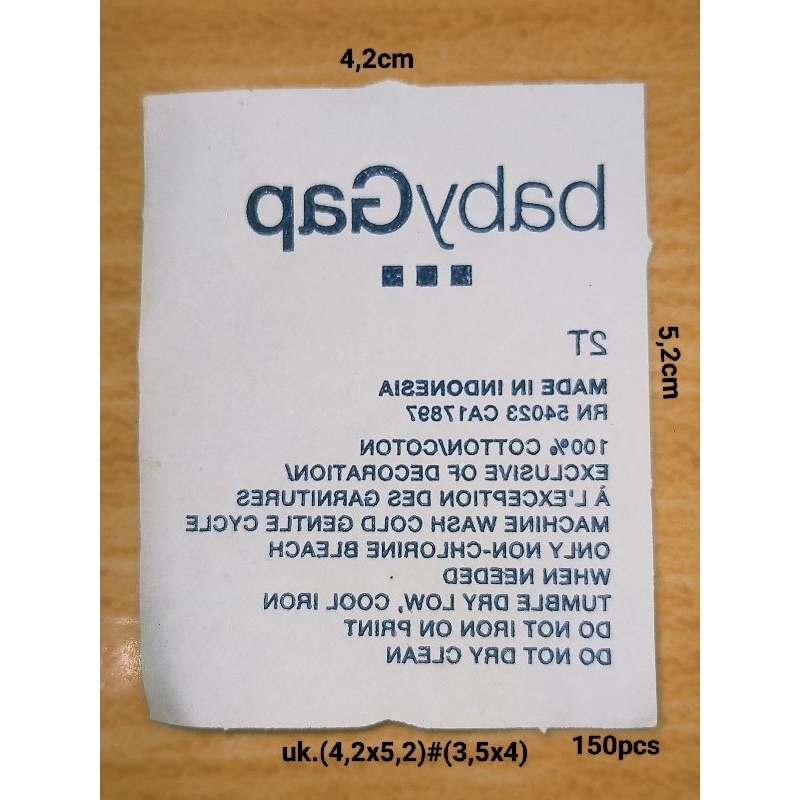 4,2cm
babyGap
2T
5,2cm
MADE IN INDONESIA
RN 54023 CA17897
100% COTTON/COTON
EXCLUSIVE OF DECORATION/
À L'EXCEPTION DES GARNITURES
MACHINE WASH COLD GENTLE CYCLE
ONLY NON-CHLORINE BLEACH
WHEN NEEDED
TUMBLE DRY LOW, COOL IRON
DO NOT IRON ON PRINT
DO NOT DRY CLEAN
uk.(4,2x5,2)#(3,5x4)
150pcs